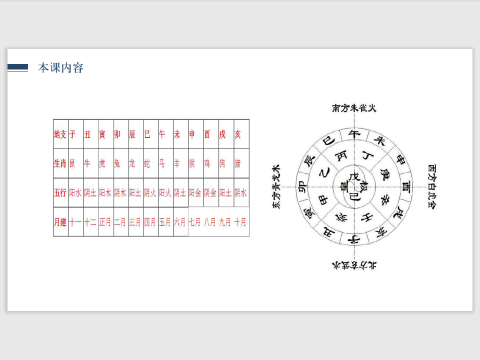 本课内容
地支 子 丑 寅 卯 辰 巳 午 未 申 酉 戌 亥
生肖 鼠 牛 虎 兔 龙 蛇 马 羊 猴 鸡 狗 猪
五行 阳水 阴土 阳木 阴木 阳土 阴火 阳火 阴土 阳金 阴金 阳土 阴水
月建 十一 十二 正月 二月 三月 四月 五月 六月 七月 八月 九月 十月
南方朱雀火
东方青龙木
西方白虎金
北方玄武水
午 未 申 酉 戌 亥 子 丑 寅 卯 辰 巳
丙 丁 庚 辛 壬 癸 甲 乙
戊
己